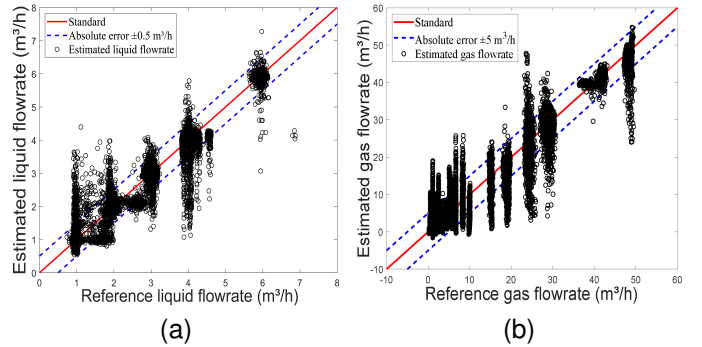 Standard
Absolute error ±0.5 m³/h
Estimated liquid flowrate
Estimated liquid flowrate (m³/h)
8
7
6
5
4
3
2
1
0
0 1 2 3 4 5 6 7 8
Reference liquid flowrate (m³/h)
(a)
Standard
Absolute error ±5 m³/h
Estimated gas flowrate
Estimated gas flowrate (m³/h)
60
50
40
30
20
10
0
-10
-10 0 10 20 30 40 50 60
Reference gas flowrate (m³/h)
(b)